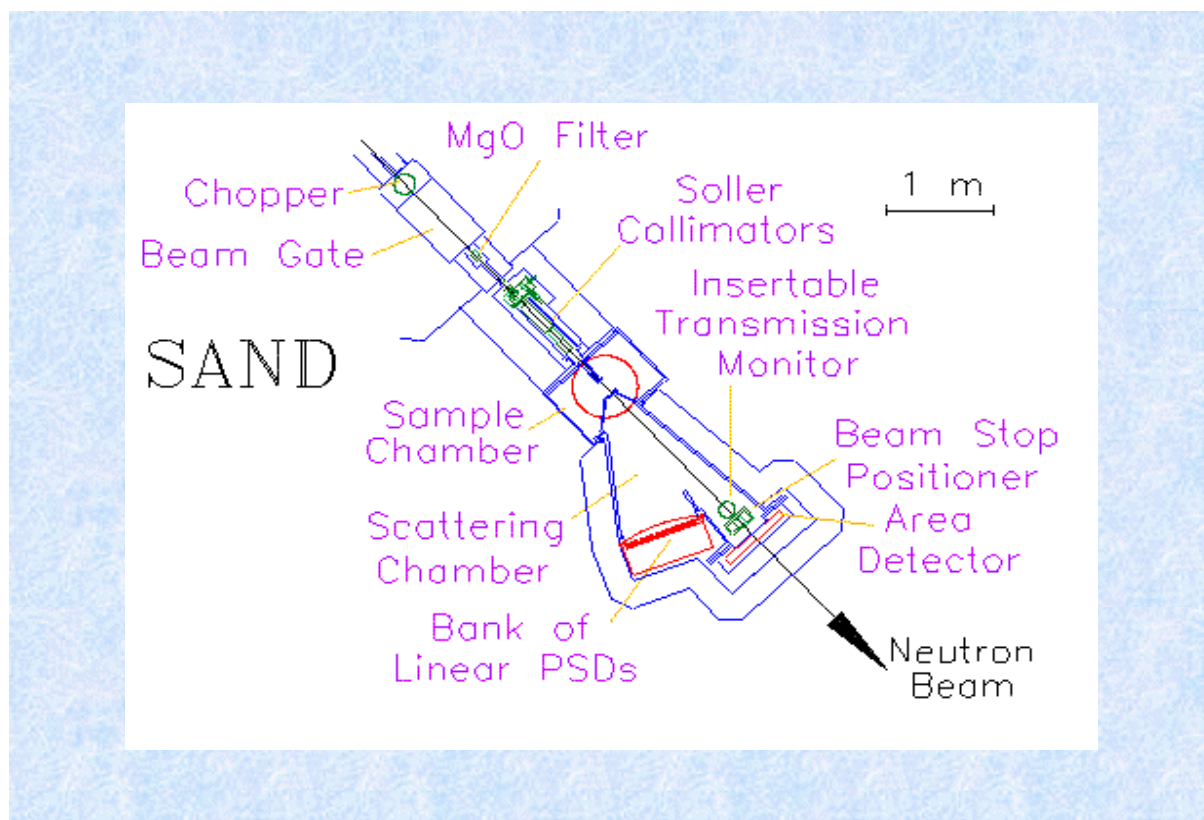 MgO Filter
Chopper
Soller
Collimators
1 m
Beam Gate
Insertable
Transmission
Monitor
SAND
Sample
Chamber
Beam Stop
Positioner
Scattering
Chamber
Area
Detector
Bank of
Linear PSDs
Neutron
Beam